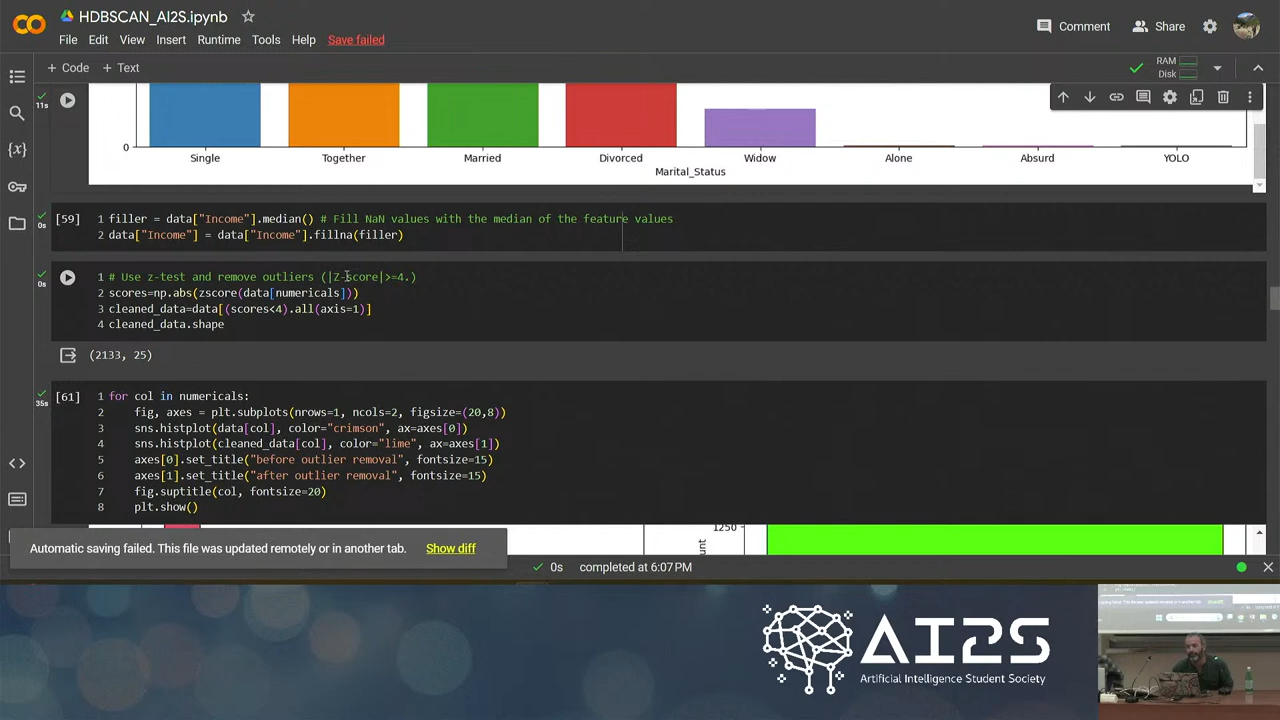 HDBSCAN_AI2S.ipynb
Comment
Share
File Edit View Insert Runtime Tools Help Save failed
+ Code + Text
RAM
Disk
11s
0
Single Together Married Divorced Widow Alone Absurd YOLO
Marital_Status
0s
[59]
1 filler = data["Income"].median() # Fill NaN values with the median of the feature values
2 data["Income"] = data["Income"].fillna(filler)
0s
1 # Use z-test and remove outliers (|Z-Score|>=4.)
2 scores=np.abs(zscore(data[numericals]))
3 cleaned_data=data[(scores<4).all(axis=1)]
4 cleaned_data.shape
(2133, 25)
35s
[61]
1 for col in numericals:
2 fig, axes = plt.subplots(nrows=1, ncols=2, figsize=(20,8))
3 sns.histplot(data[col], color="crimson", ax=axes[0])
4 sns.histplot(cleaned_data[col], color="lime", ax=axes[1])
5 axes[0].set_title("before outlier removal", fontsize=15)
6 axes[1].set_title("after outlier removal", fontsize=15)
7 fig.suptitle(col, fontsize=20)
8 plt.show()
1250
Automatic saving failed. This file was updated remotely or in another tab. Show diff
0s completed at 6:07 PM
AI2S
Artificial Intelligence Student Society